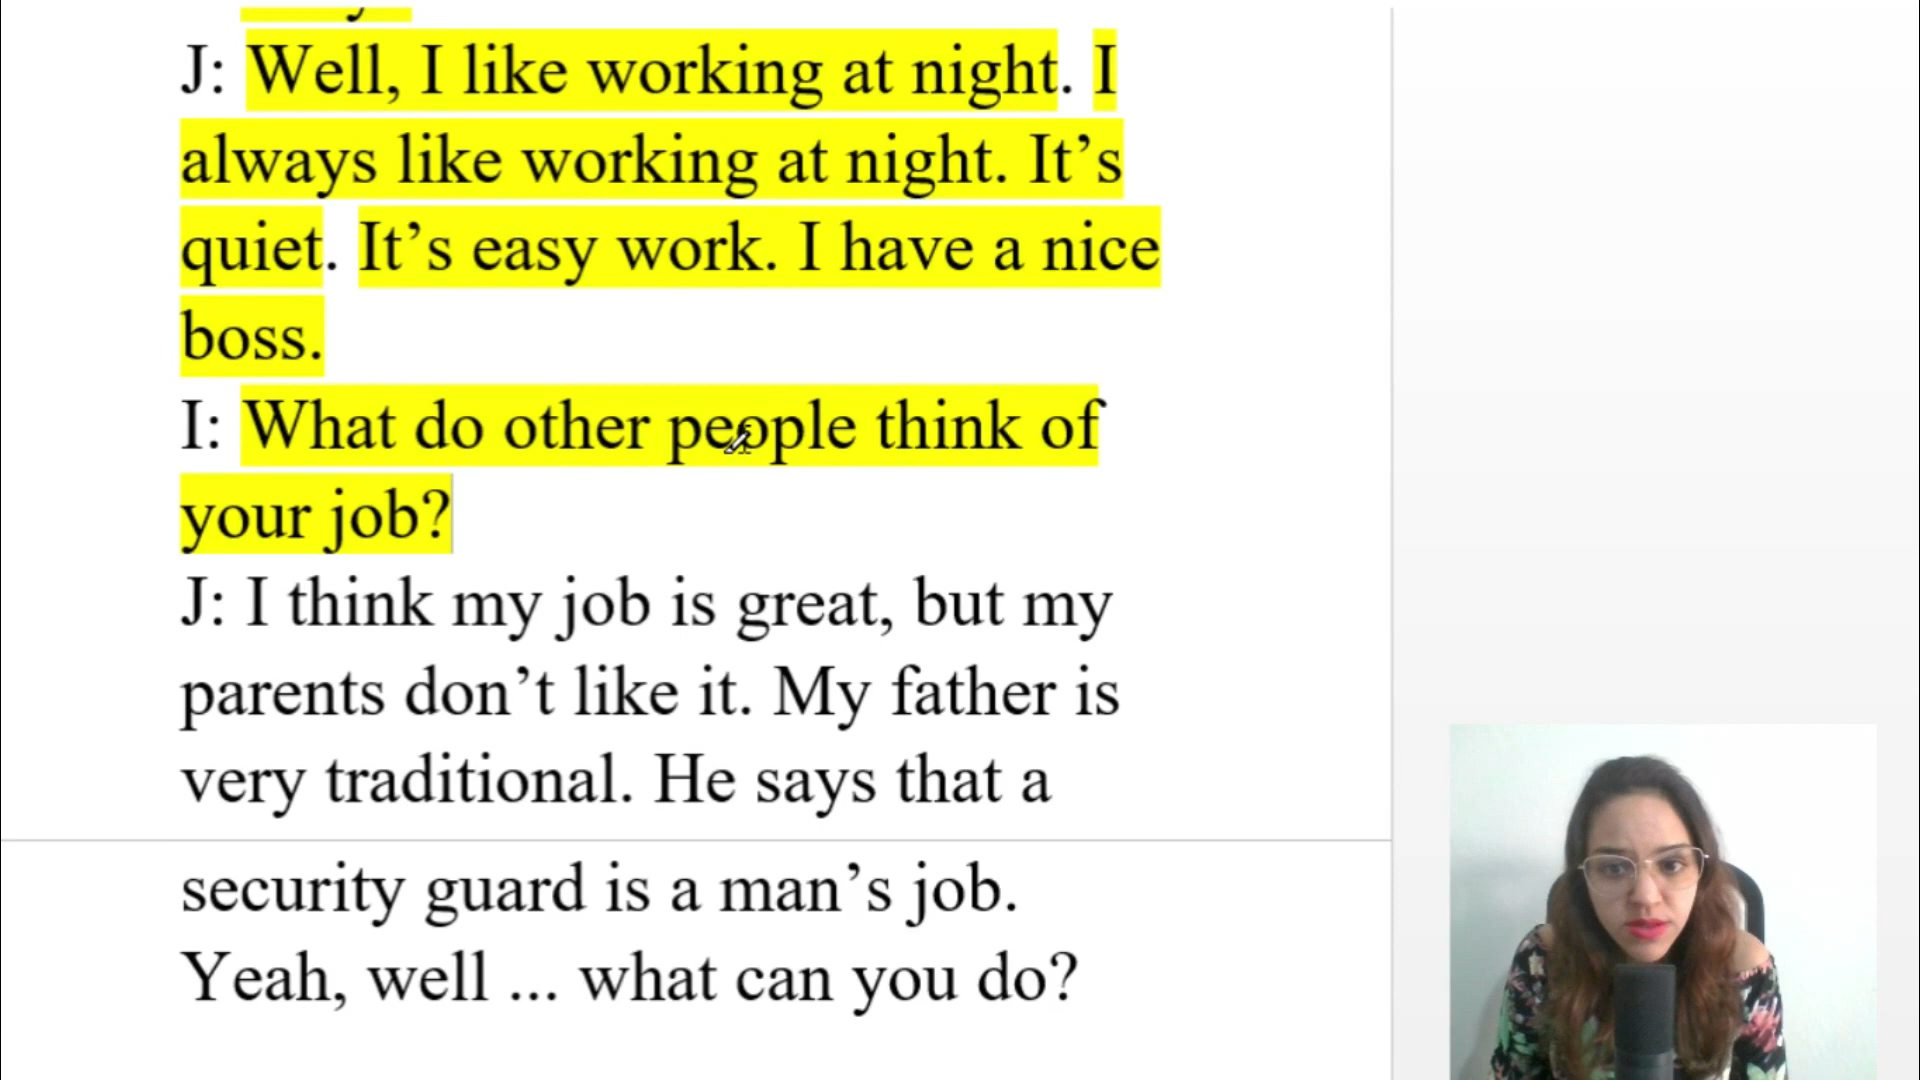 J: Well, I like working at night. I
always like working at night. It’s
quiet. It’s easy work. I have a nice
boss.
I: What do other people think of
your job?
J: I think my job is great, but my
parents don’t like it. My father is
very traditional. He says that a
security guard is a man’s job.
Yeah, well ... what can you do?